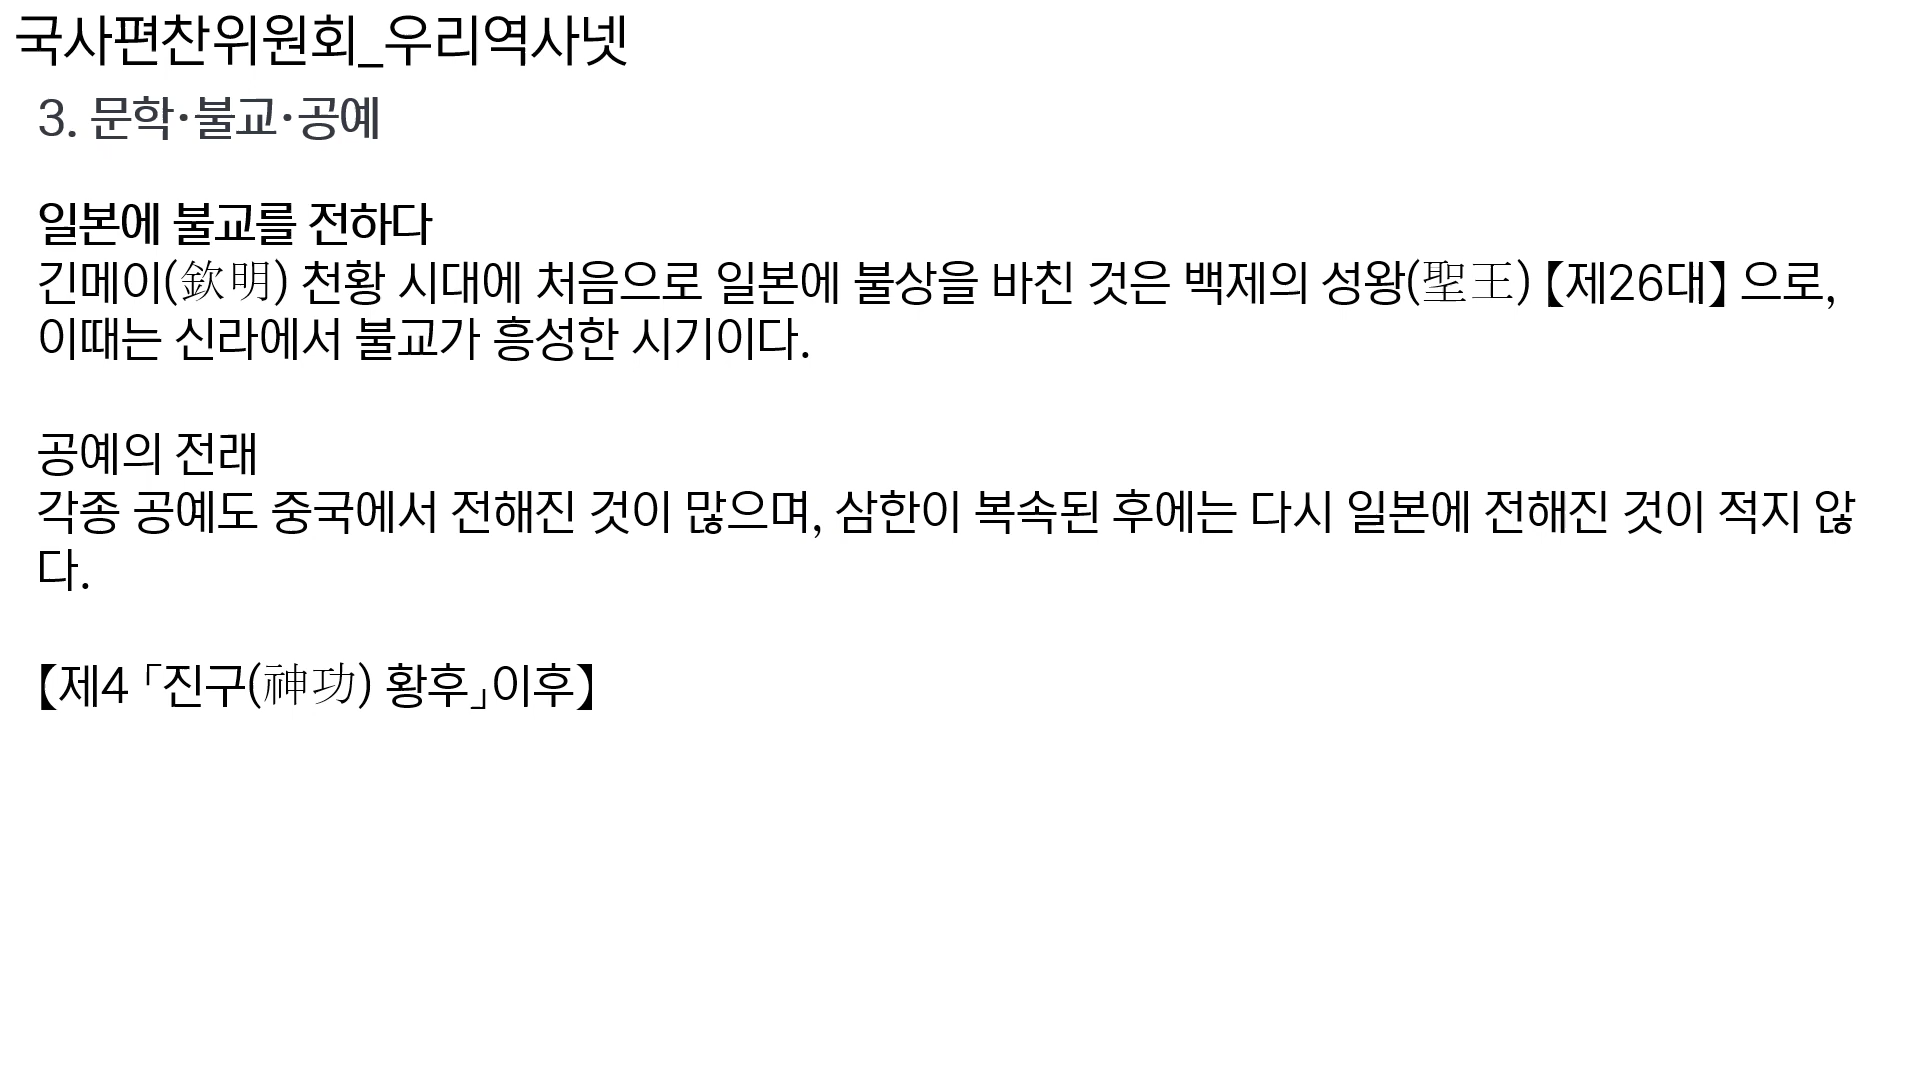 국사편찬위원회_우리역사넷
3. 문학·불교·공예
일본에 불교를 전하다
긴메이(欽明) 천황 시대에 처음으로 일본에 불상을 바친 것은 백제의 성왕(聖王)【제26대】 으로,
이때는 신라에서 불교가 흥성한 시기이다.
공예의 전래
각종 공예도 중국에서 전해진 것이 많으며, 삼한이 복속된 후에는 다시 일본에 전해진 것이 적지 않
다.
【제4「진구(神功) 황후」이후】